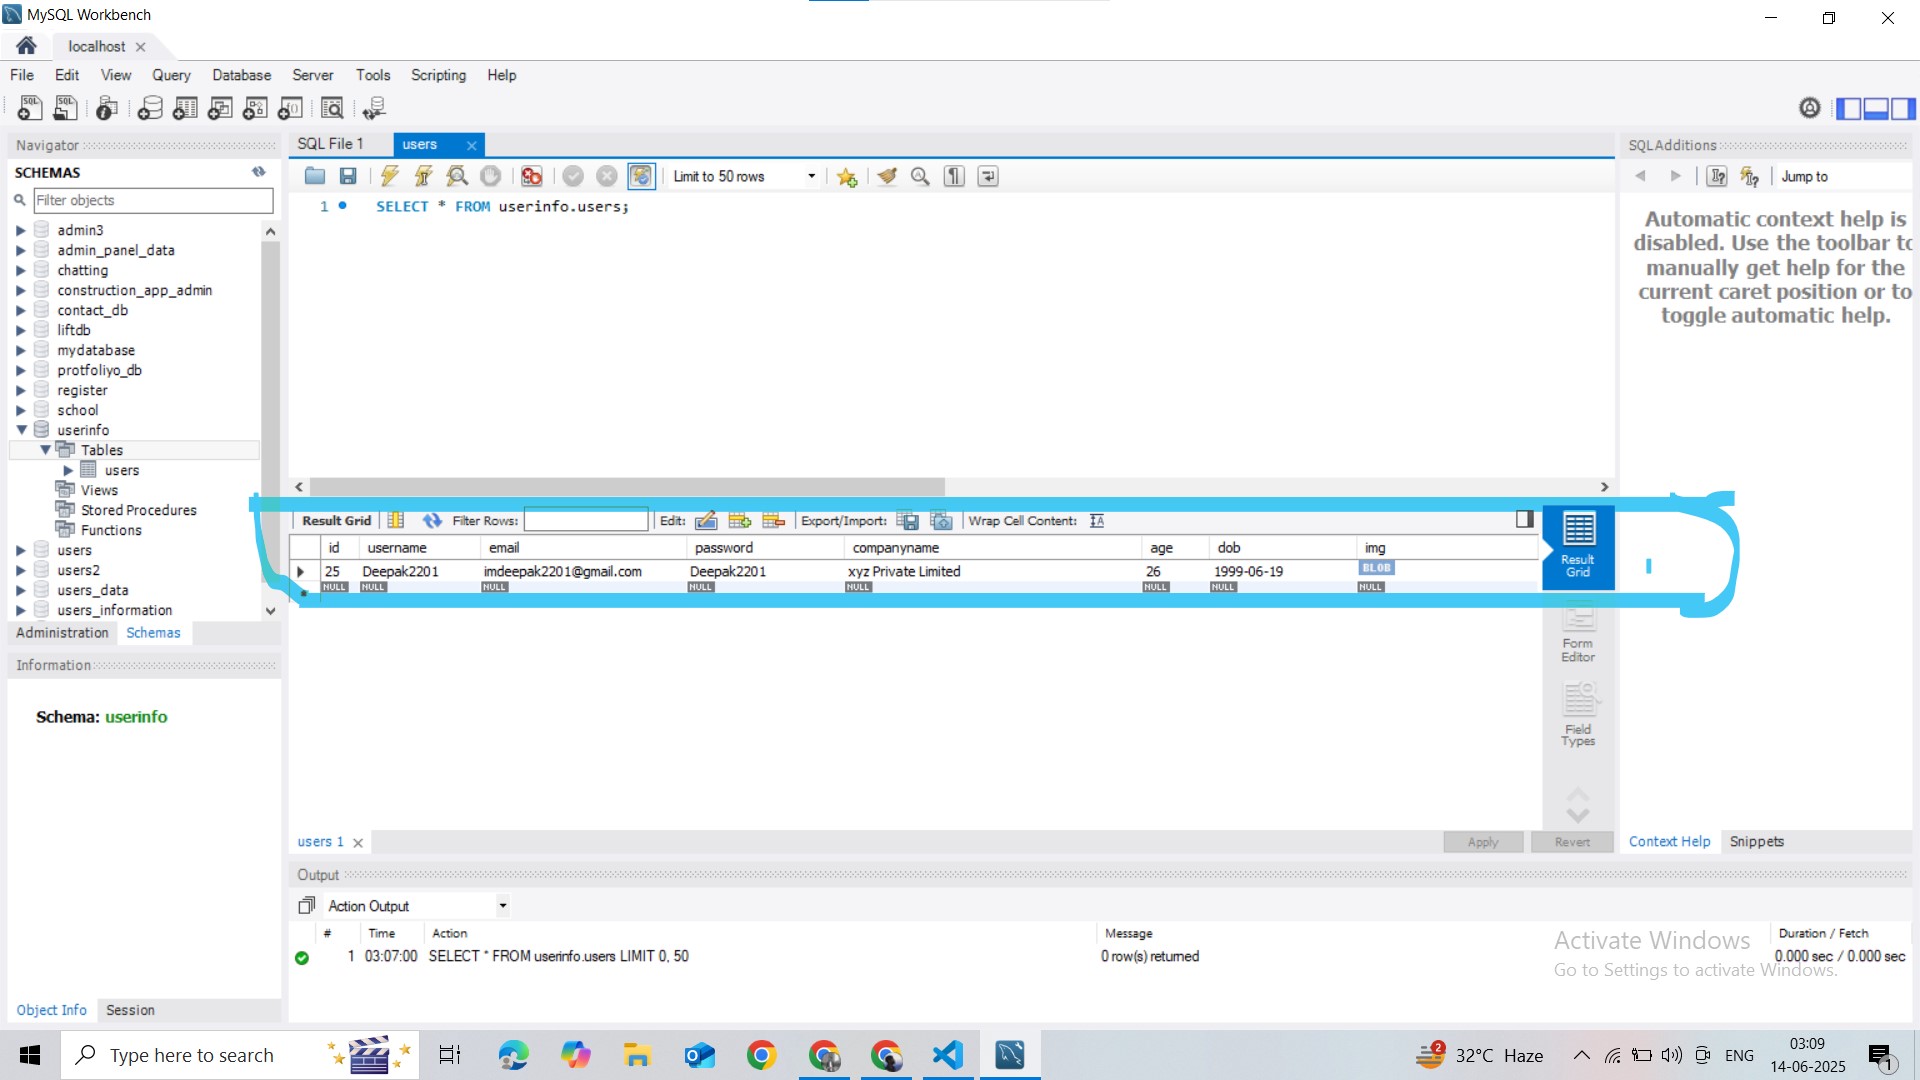 MySQL Workbench
localhost
File Edit View Query Database Server Tools Scripting Help
Navigator
SCHEMAS
Filter objects
admin3
admin_panel_data
chatting
construction_app_admin
contact_db
liftdb
mydatabase
protfoliyo_db
register
school
userinfo
Tables
users
Views
Stored Procedures
Functions
users
users2
users_data
users_information
Administration Schemas
Information
Schema: userinfo
Object Info Session
SQL File 1 users
Limit to 50 rows
1 SELECT * FROM userinfo.users;
Result Grid Filter Rows: Edit: Export/Import: Wrap Cell Content:
id username email password companyname age dob img
25 Deepak2201 imdeepak2201@gmail.com Deepak2201 xyz Private Limited 26 1999-06-19 BLOB
NULL NULL NULL NULL NULL NULL NULL NULL
Result
Grid
Form
Editor
Field
Types
users 1
Apply Revert
Output
Action Output
# Time Action Message Duration / Fetch
1 03:07:00 SELECT * FROM userinfo.users LIMIT 0, 50 0 row(s) returned 0.000 sec / 0.000 sec
SQLAdditions
Jump to
Automatic context help is
disabled. Use the toolbar to
manually get help for the
current caret position or to
toggle automatic help.
Context Help Snippets
Activate Windows
Go to Settings to activate Windows.
Type here to search
2
32°C Haze
ENG
03:09
14-06-2025
1